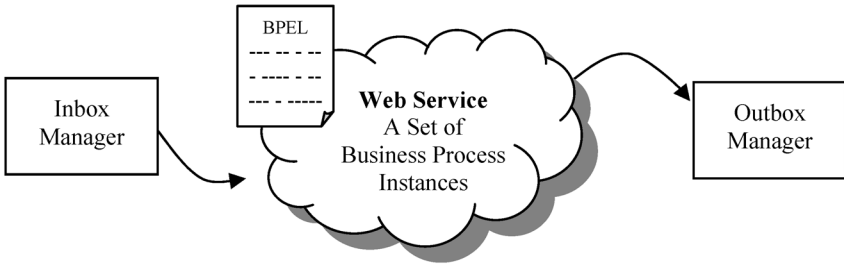 BPEL
Inbox
Manager
Web Service
A Set of
Business Process
Instances
Outbox
Manager